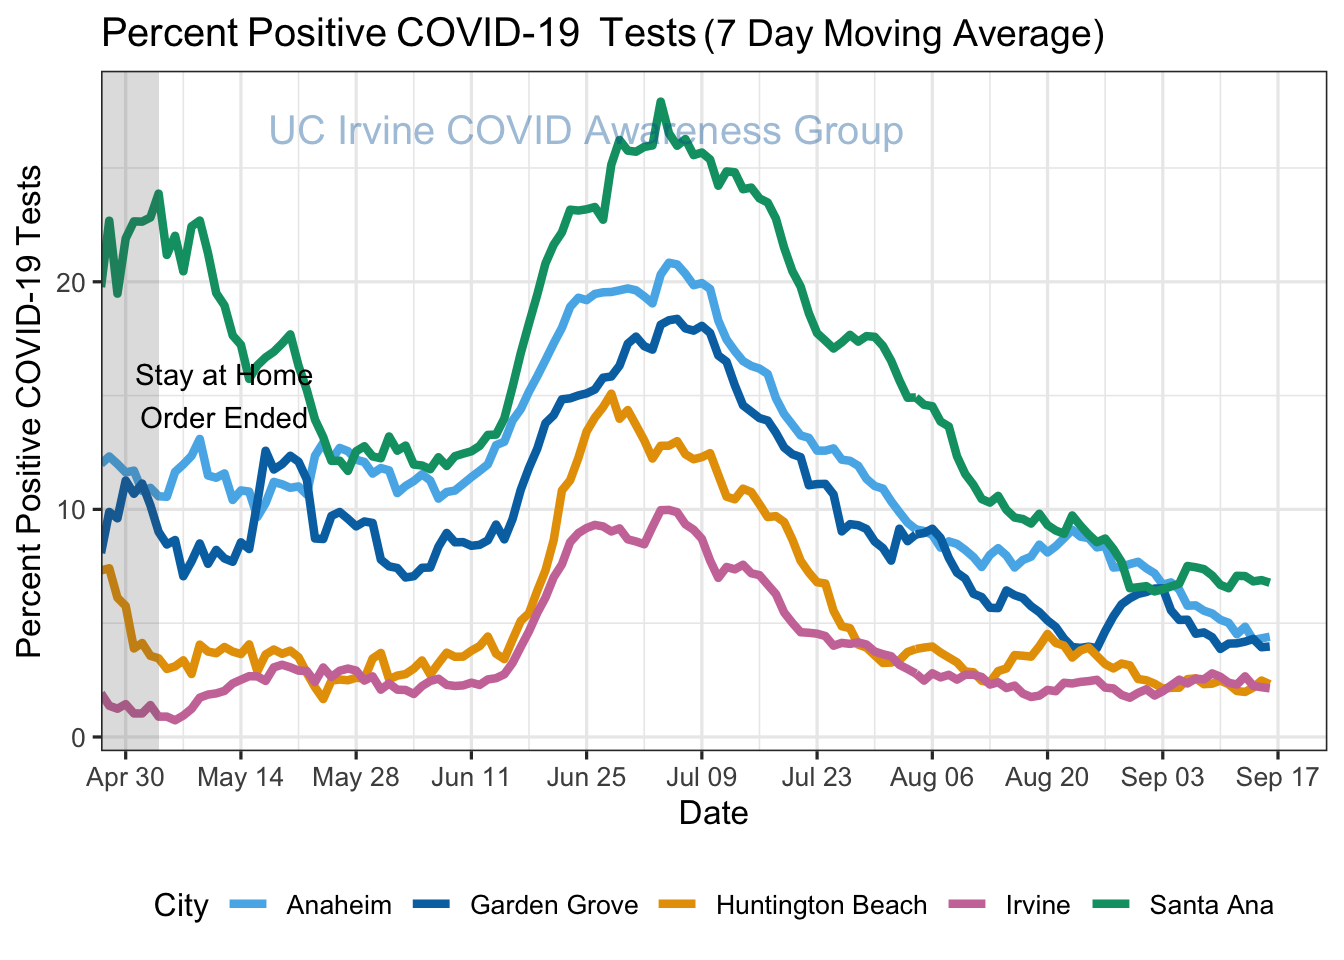 Percent Positive COVID-19  Tests (7 Day Moving Average)
UC Irvine COVID Awareness Group
Percent Positive COVID-19 Tests
20
10
0
Stay at Home
Order Ended
Apr 30 May 14 May 28 Jun 11 Jun 25 Jul 09 Jul 23 Aug 06 Aug 20 Sep 03 Sep 17
Date
City Anaheim Garden Grove Huntington Beach Irvine Santa Ana